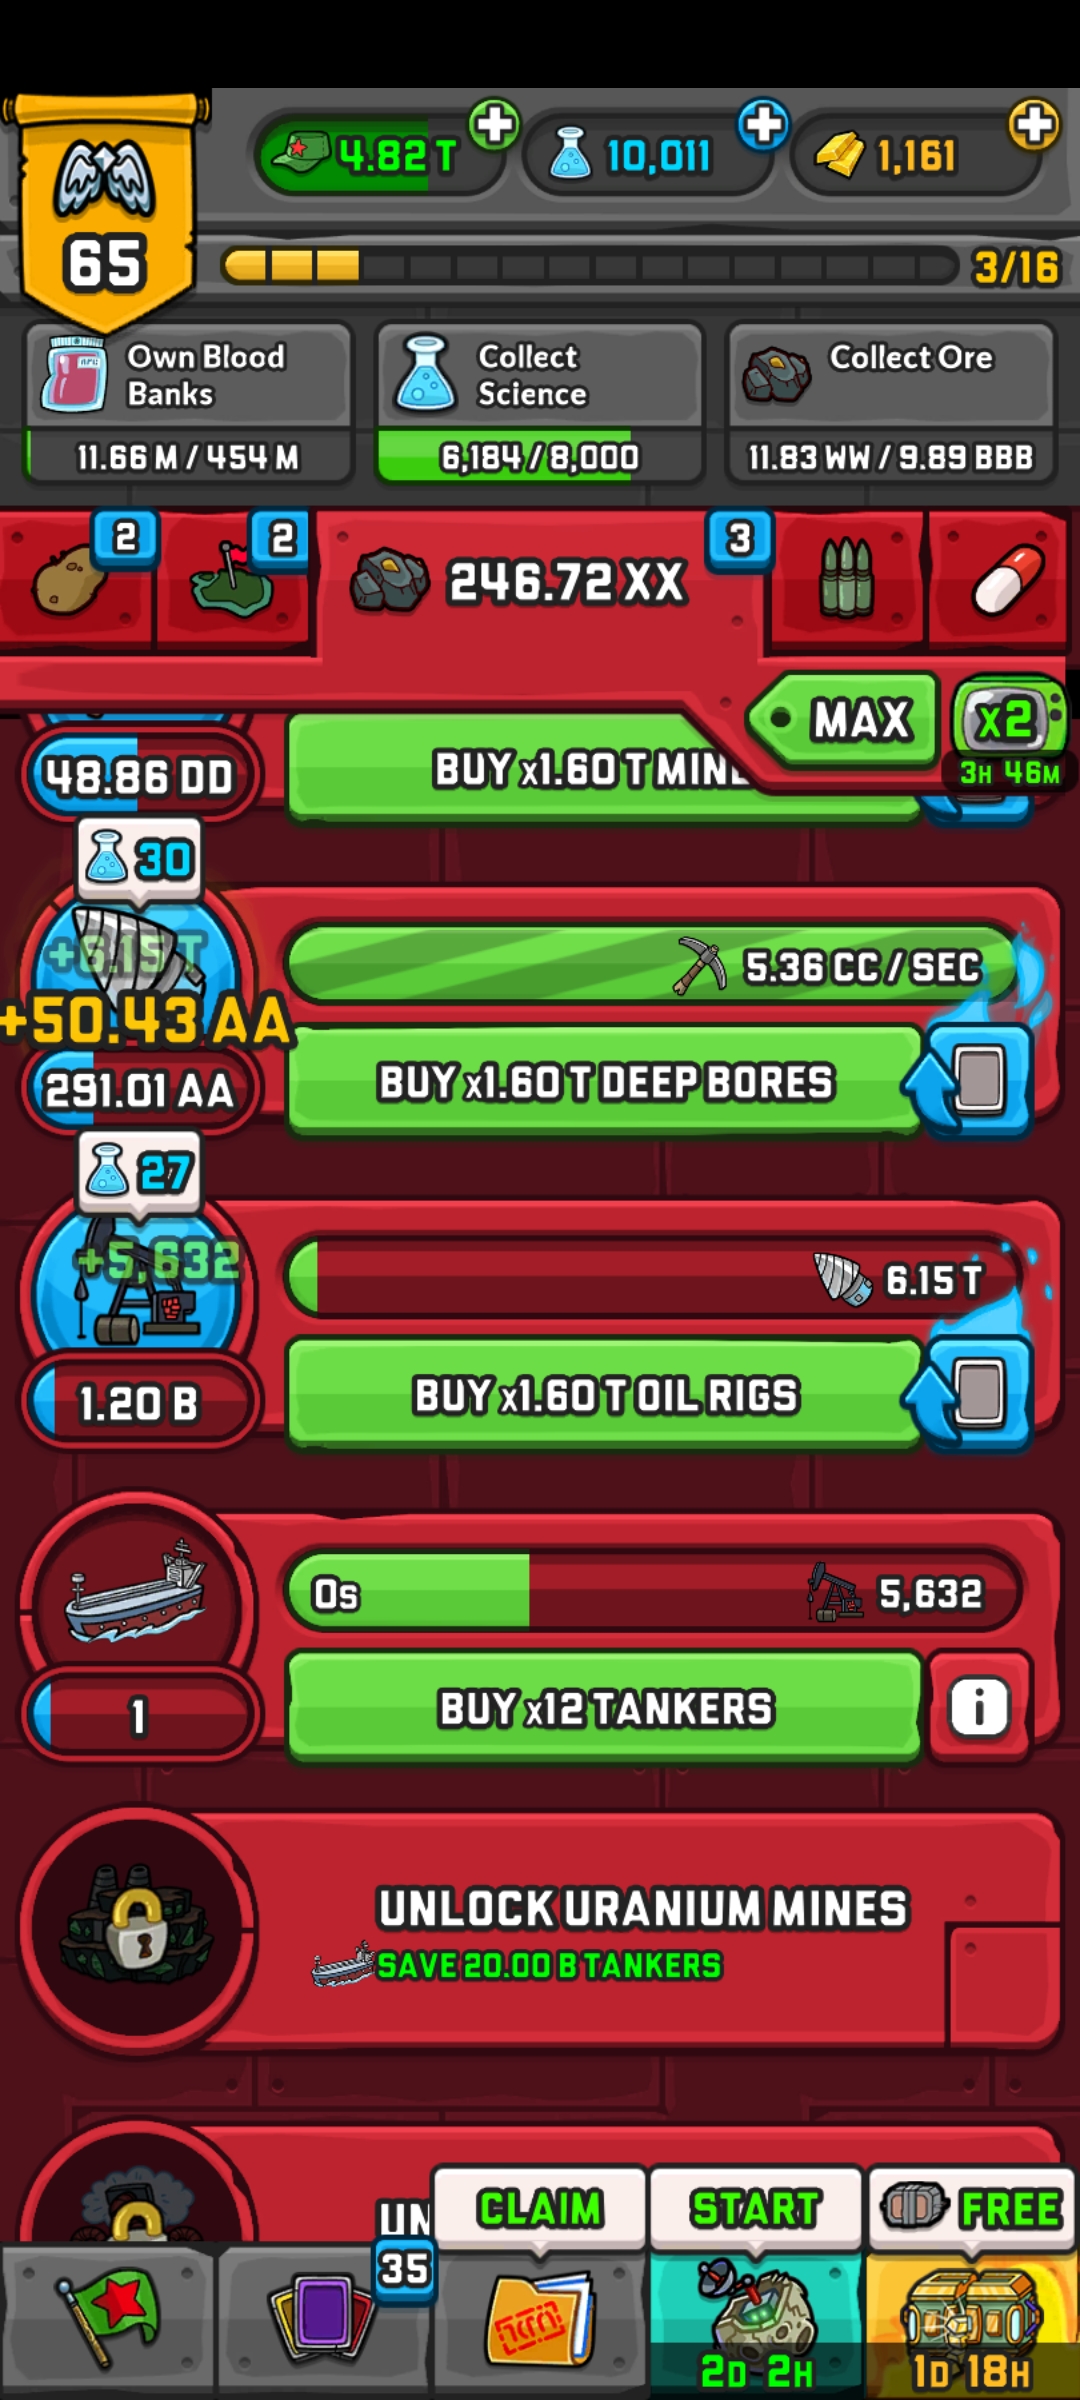 4.82 T
10,011
1,161
65
3/16
Own Blood
Banks
11.66 M / 454 M
Collect
Science
6,184 / 8,000
Collect Ore
11.83 WW / 9.89 BBB
2
2
246.72 XX
3
MAX
x2
3H 46M
48.86 DD
BUY x1.60 T MINE
30
+6.15 T
+50.43 AA
5.36 CC / SEC
291.01 AA
BUY x1.60 T DEEP BORES
27
+5,632
6.15 T
1.20 B
BUY x1.60 T OIL RIGS
0s
5,632
1
BUY x12 TANKERS
i
UNLOCK URANIUM MINES
SAVE 20.00 B TANKERS
UN
CLAIM
START
FREE
35
2D 2H
1D 18H